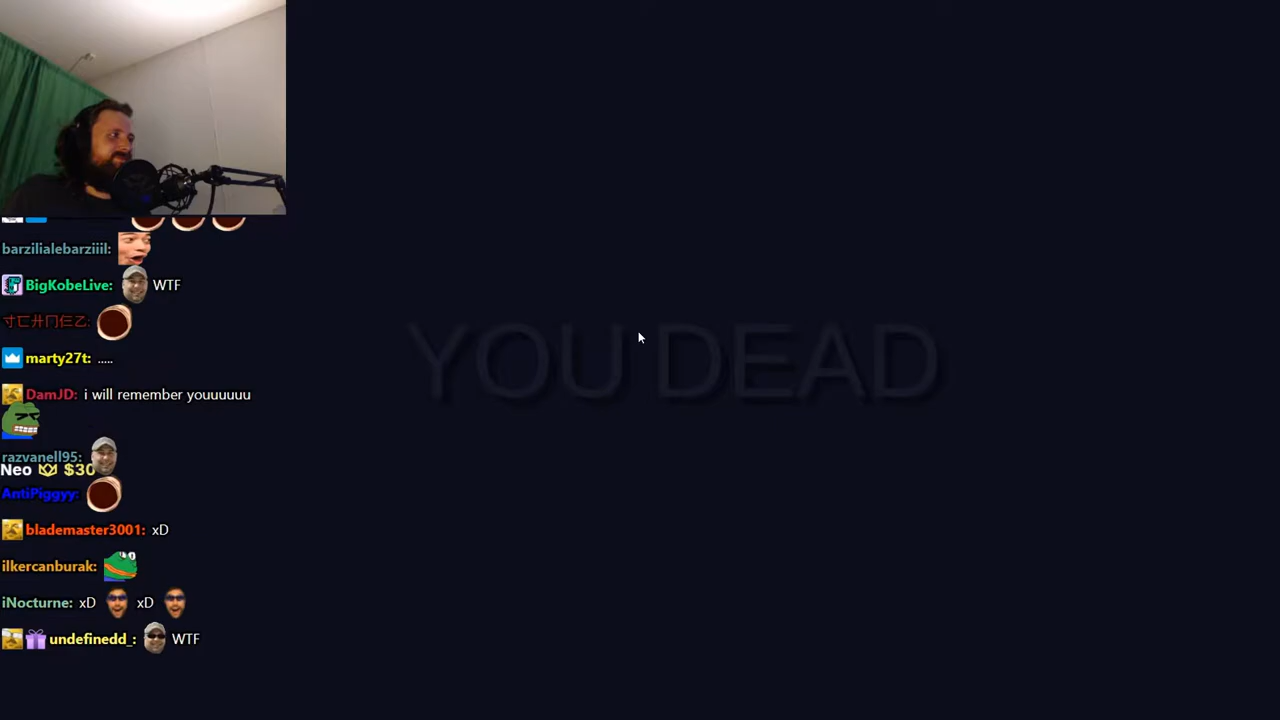 YOU DEAD
barzilialebarziiil:
BigKobeLive: WTF
marty27t: .....
DamJD: i will remember youuuuuu
razvanell95:
Neo $30
AntiPiggyy:
blademaster3001: xD
ilkercanburak:
iNocturne: xD xD
undefinedd_: WTF